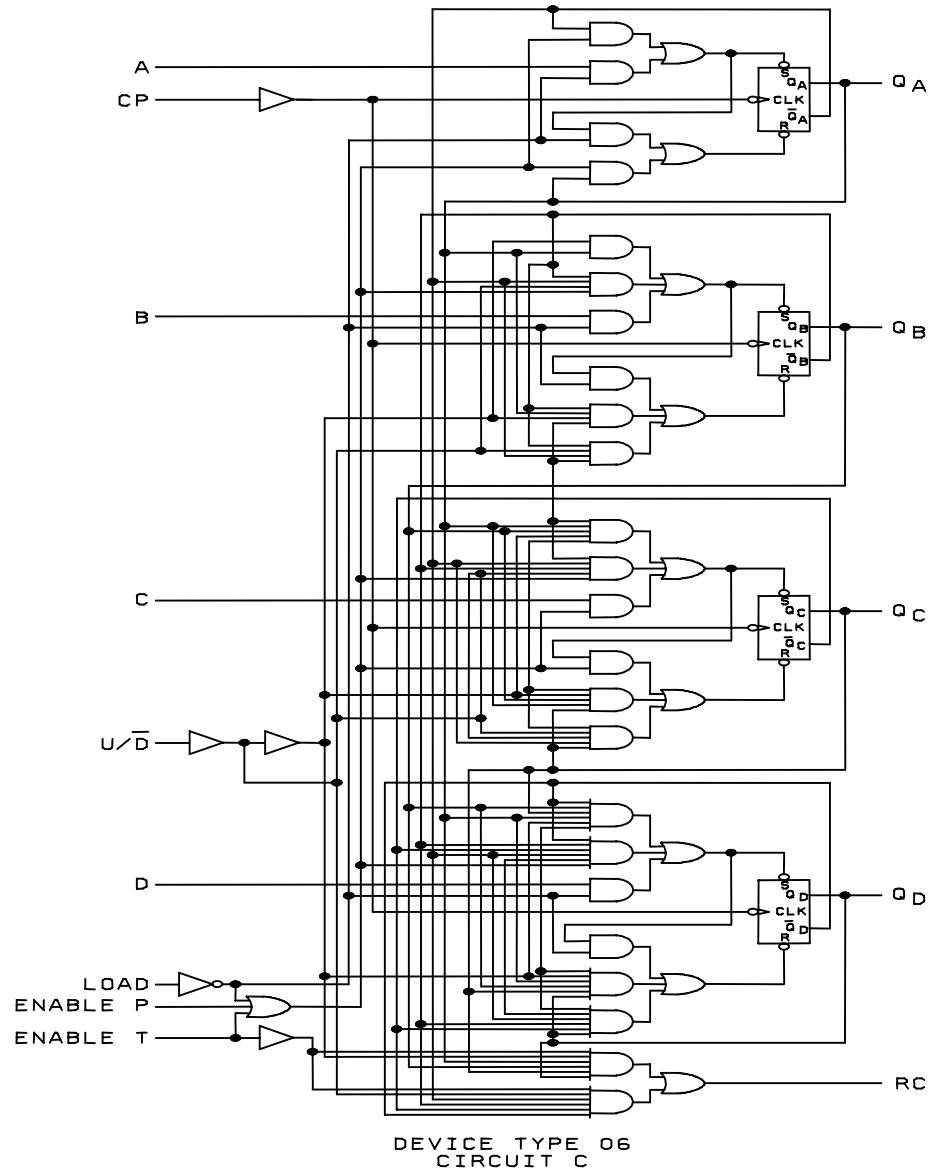 A
CP
S
Q A
CLK
Q̅ A
R
Q A
B
S
Q B
CLK
Q̅ B
R
Q B
C
S
Q C
CLK
Q̅ C
R
Q C
U/D̅
D
S
Q D
CLK
Q̅ D
R
Q D
LOAD
ENABLE P
ENABLE T
RC
DEVICE TYPE 06
CIRCUIT C